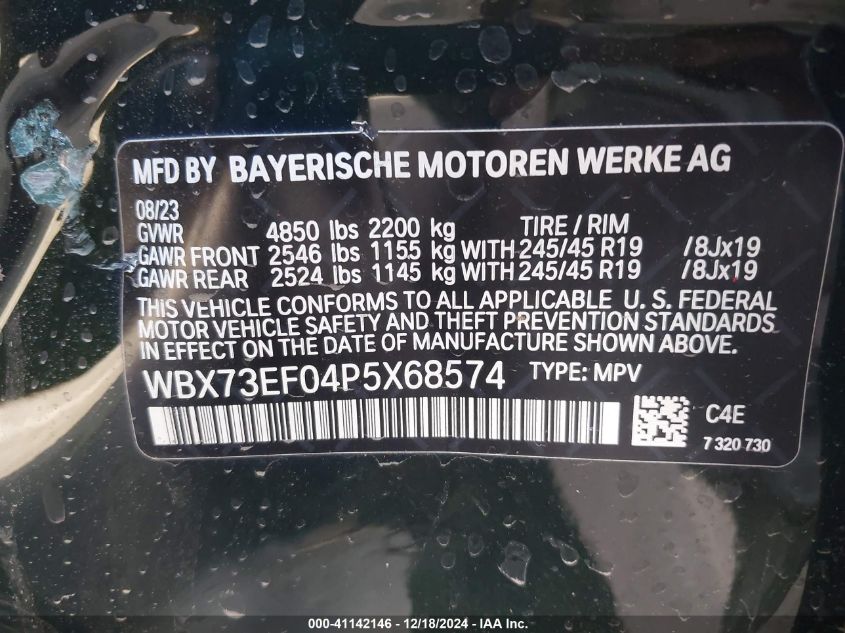 MFD BY BAYERISCHE MOTOREN WERKE AG
08/23
GVWR 4850 lbs 2200 kg TIRE / RIM
GAWR FRONT 2546 lbs 1155 kg WITH 245/45 R19 /8Jx19
GAWR REAR 2524 lbs 1145 kg WITH 245/45 R19 /8Jx19
THIS VEHICLE CONFORMS TO ALL APPLICABLE U. S. FEDERAL
MOTOR VEHICLE SAFETY AND THEFT PREVENTION STANDARDS
IN EFFECT ON THE DATE OF MANUFACTURE SHOWN ABOVE.
WBX73EF04P5X68574 TYPE: MPV
C4E
7 320 730
000-41142146 - 12/18/2024 - IAA Inc.